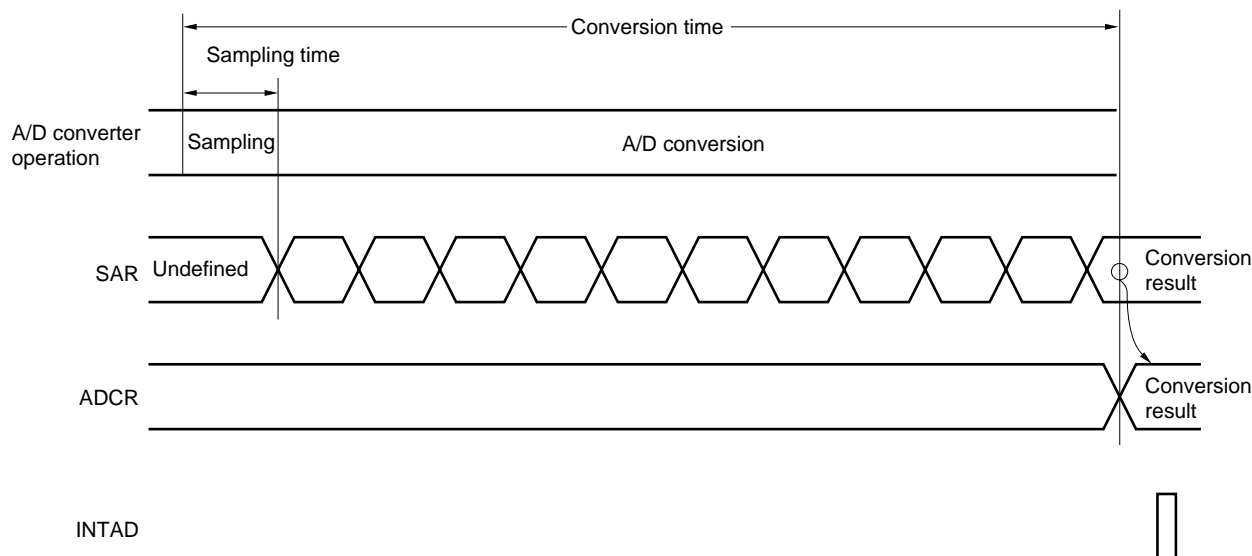 Conversion time
Sampling time
A/D converter
operation
Sampling
A/D conversion
SAR
Undefined
Conversion
result
ADCR
Conversion
result
INTAD